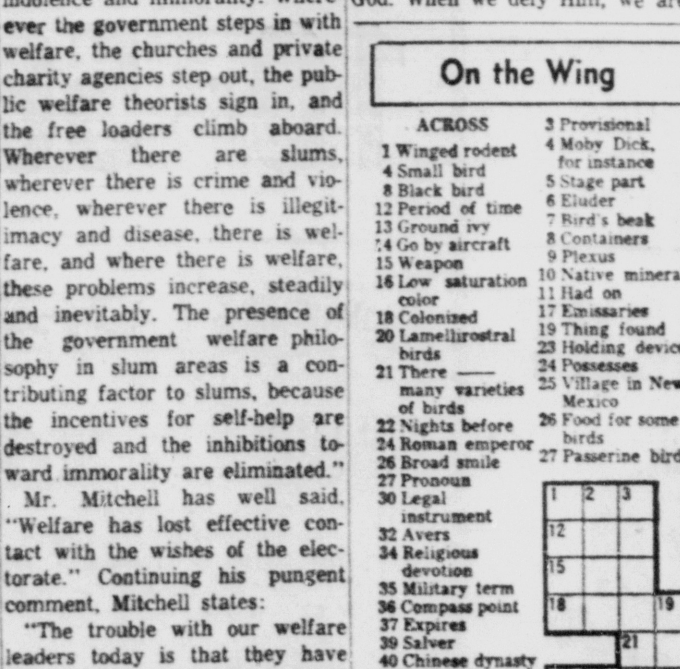 indolence and immorality. Where-
ever the government steps in with
welfare, the churches and private
charity agencies step out, the pub-
lic welfare theorists sign in, and
the free loaders climb aboard.
Wherever there are slums,
wherever there is crime and vio-
lence, wherever there is illegit-
imacy and disease, there is wel-
fare, and where there is welfare,
these problems increase, steadily
and inevitably. The presence of
the government welfare philo-
sophy in slum areas is a con-
tributing factor to slums, because
the incentives for self-help are
destroyed and the inhibitions to-
ward immorality are eliminated."
Mr. Mitchell has well said,
"Welfare has lost effective con-
tact with the wishes of the elec-
torate." Continuing his pungent
comment, Mitchell states:
"The trouble with our welfare
leaders today is that they have
God. When we defy Him, we
On the Wing
ACROSS
1 Winged rodent
4 Small bird
8 Black bird
12 Period of time
13 Ground ivy
14 Go by aircraft
15 Weapon
16 Low saturation
color
18 Colonized
20 Lamellirostral
birds
21 There —
many varieties
of birds
22 Nights before
24 Roman emperor
26 Broad smile
27 Pronoun
30 Legal
instrument
32 Avers
34 Religious
devotion
35 Military term
36 Compass point
37 Expires
39 Salver
40 Chinese dynasty
3 Provisional
4 Moby Dick,
for instance
5 Stage part
6 Eluder
7 Bird's beak
8 Containers
9 Plexus
10 Native minera
11 Had on
17 Emissaries
19 Thing found
23 Holding devic
24 Possesses
25 Village in New
Mexico
26 Food for some
birds
27 Passerine bird
1 2 3
12
15
18 19
21